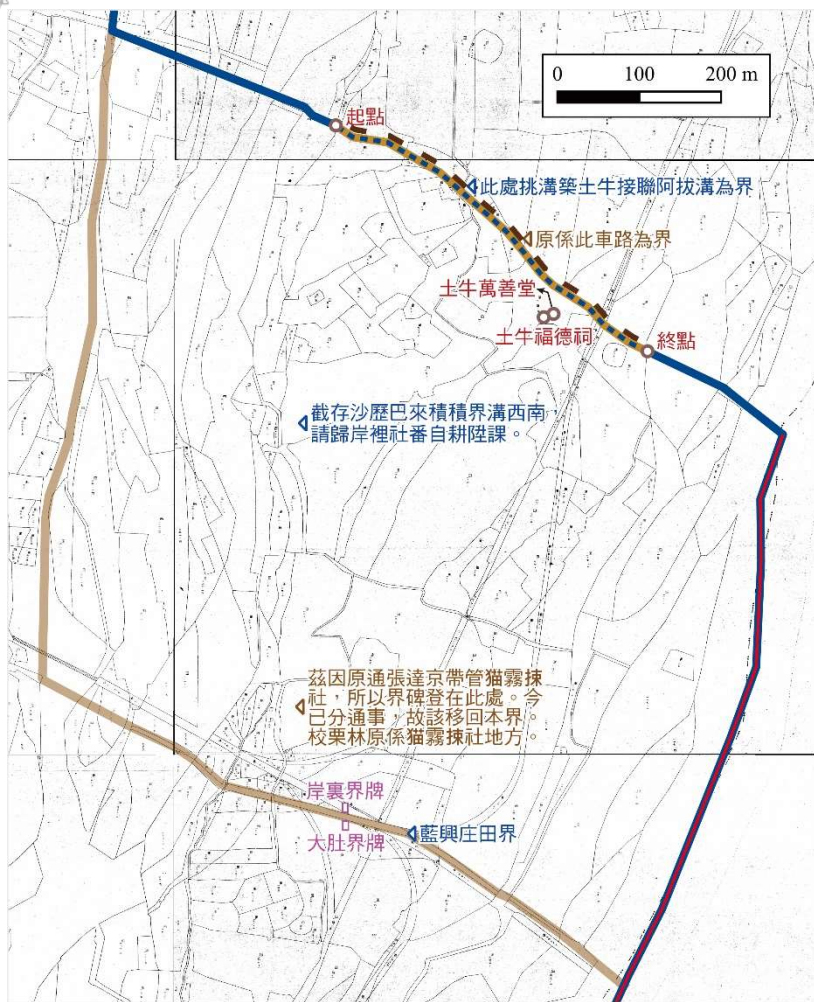 0 100 200 m
起點
此處挑溝築土牛接聯阿拔溝為界
原係此車路為界
土牛萬善堂
土牛福德祠
終點
截存沙歷巴來積積界溝西南，
請歸岸裡社番自耕陞課。
茲因原通張達京帶管猫霧捒
社，所以界碑登在此處。今
已分通事，故該移回本界。
校栗林原係猫霧捒社地方。
岸裏界牌
大肚界牌
藍興庄田界